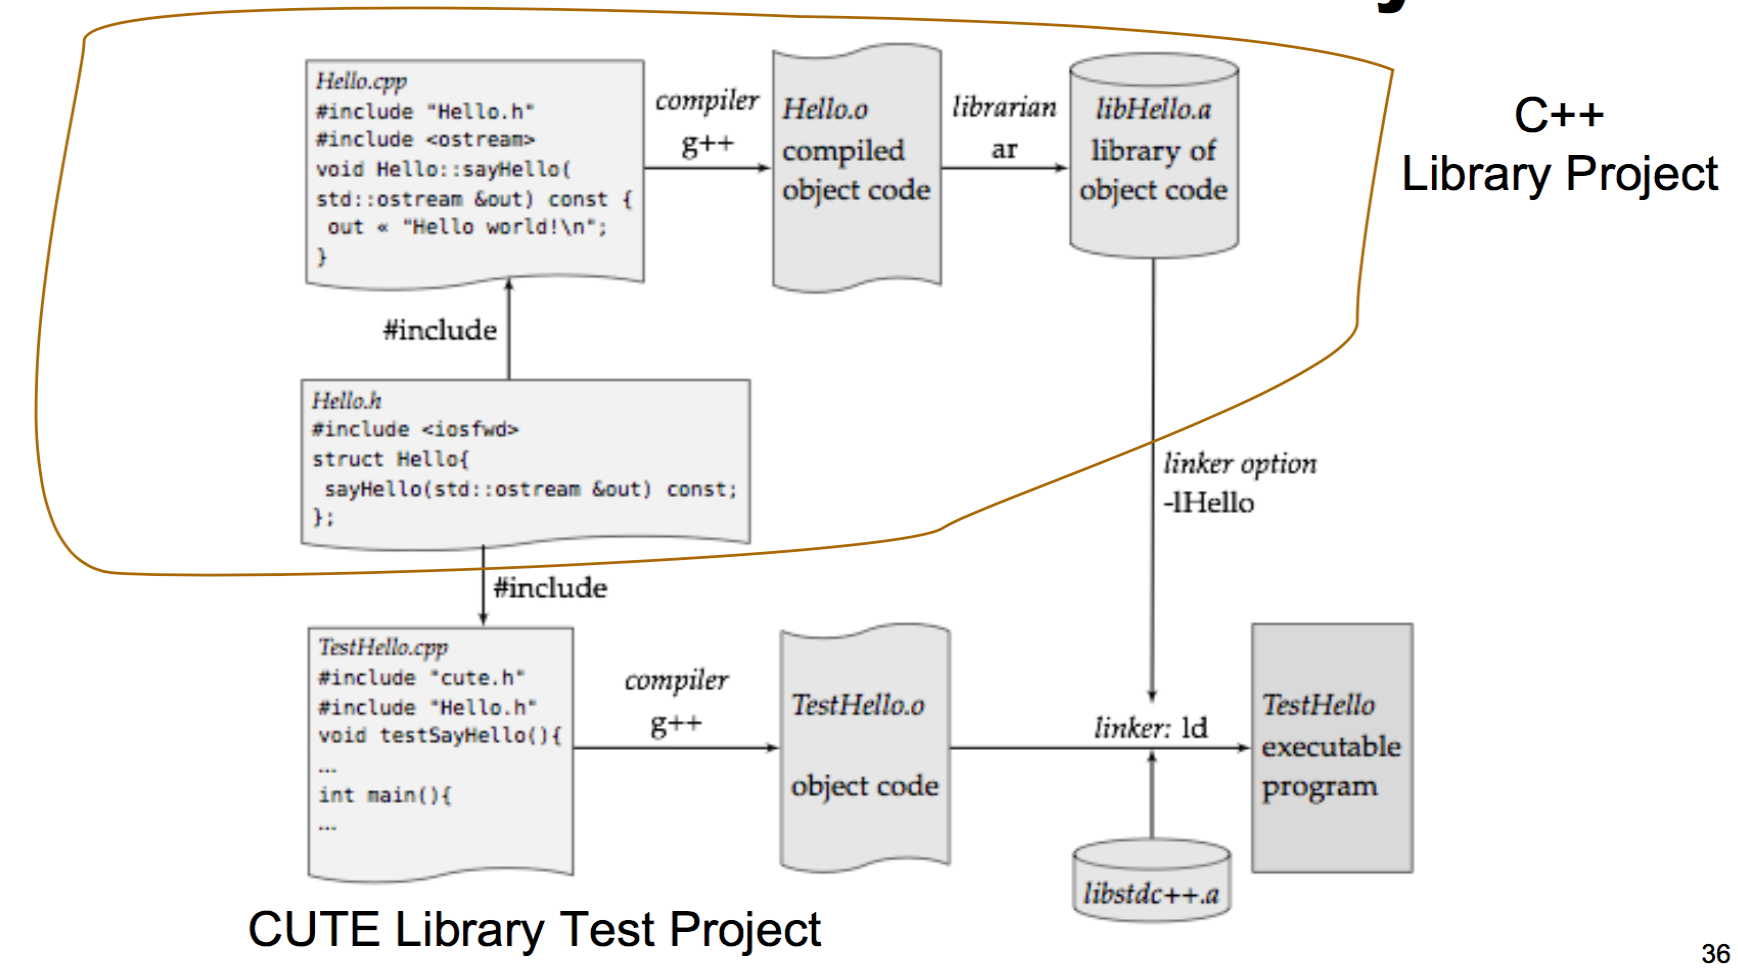 Hello.cpp
#include "Hello.h"
#include <ostream>
void Hello::sayHello(
std::ostream &out) const {
out « "Hello world!\n";
}
compiler
g++
Hello.o
compiled
object code
librarian
ar
libHello.a
library of
object code
C++
Library Project
#include
Hello.h
#include <iosfwd>
struct Hello{
sayHello(std::ostream &out) const;
};
linker option
-lHello
#include
TestHello.cpp
#include "cute.h"
#include "Hello.h"
void testSayHello(){
...
int main(){
...
compiler
g++
TestHello.o
object code
linker: ld
TestHello
executable
program
libstdc++.a
CUTE Library Test Project
36